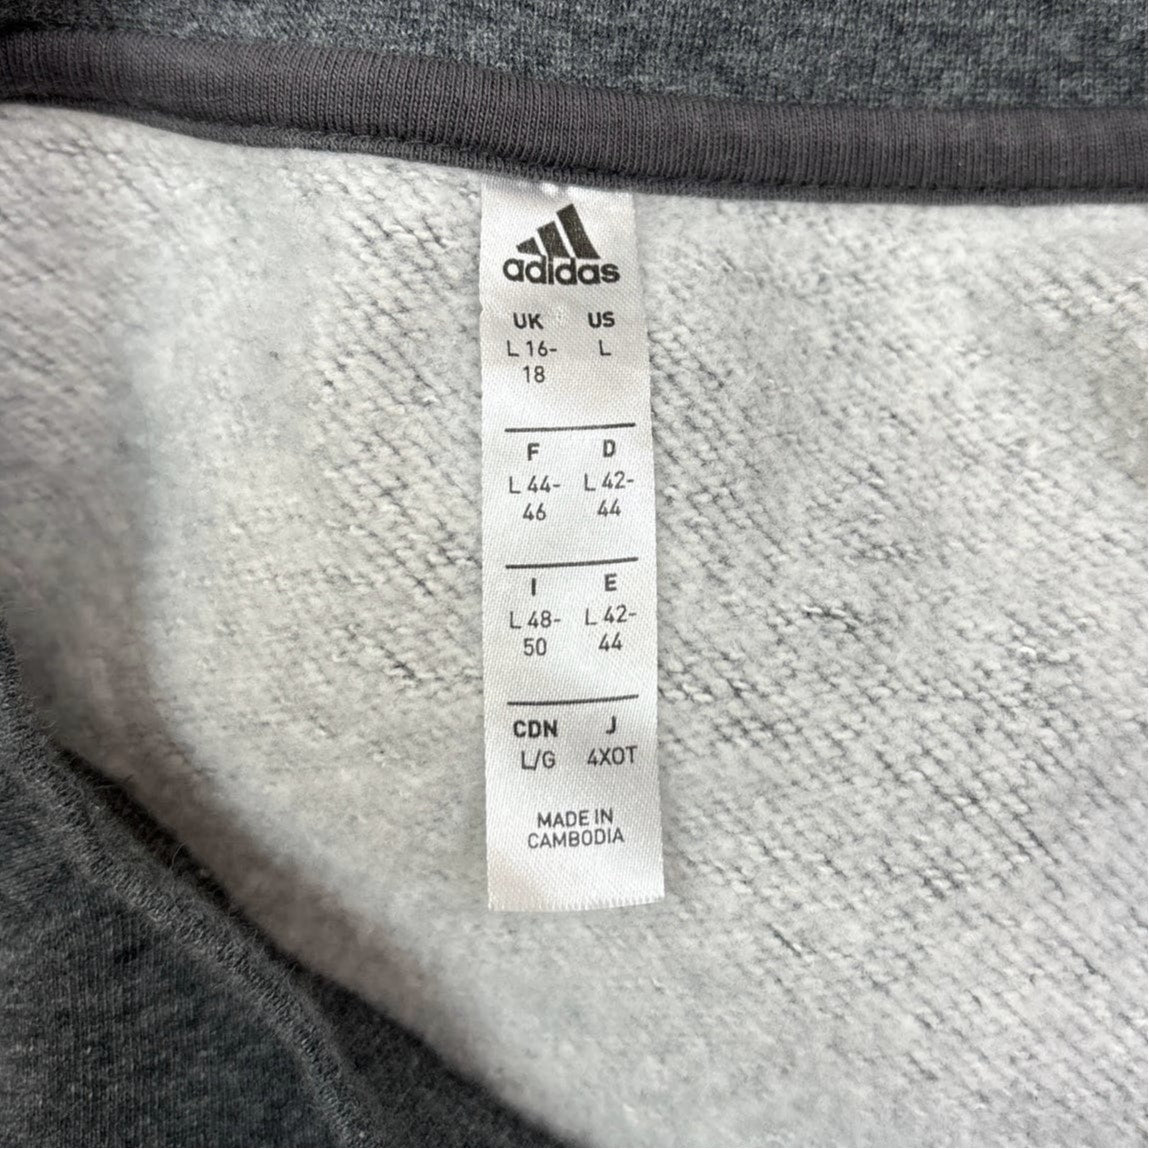 adidas
UK US
L 16-18 L
F D
L 44-46 L 42-44
I E
L 48-50 L 42-44
CDN J
L/G 4XOT
MADE IN
CAMBODIA